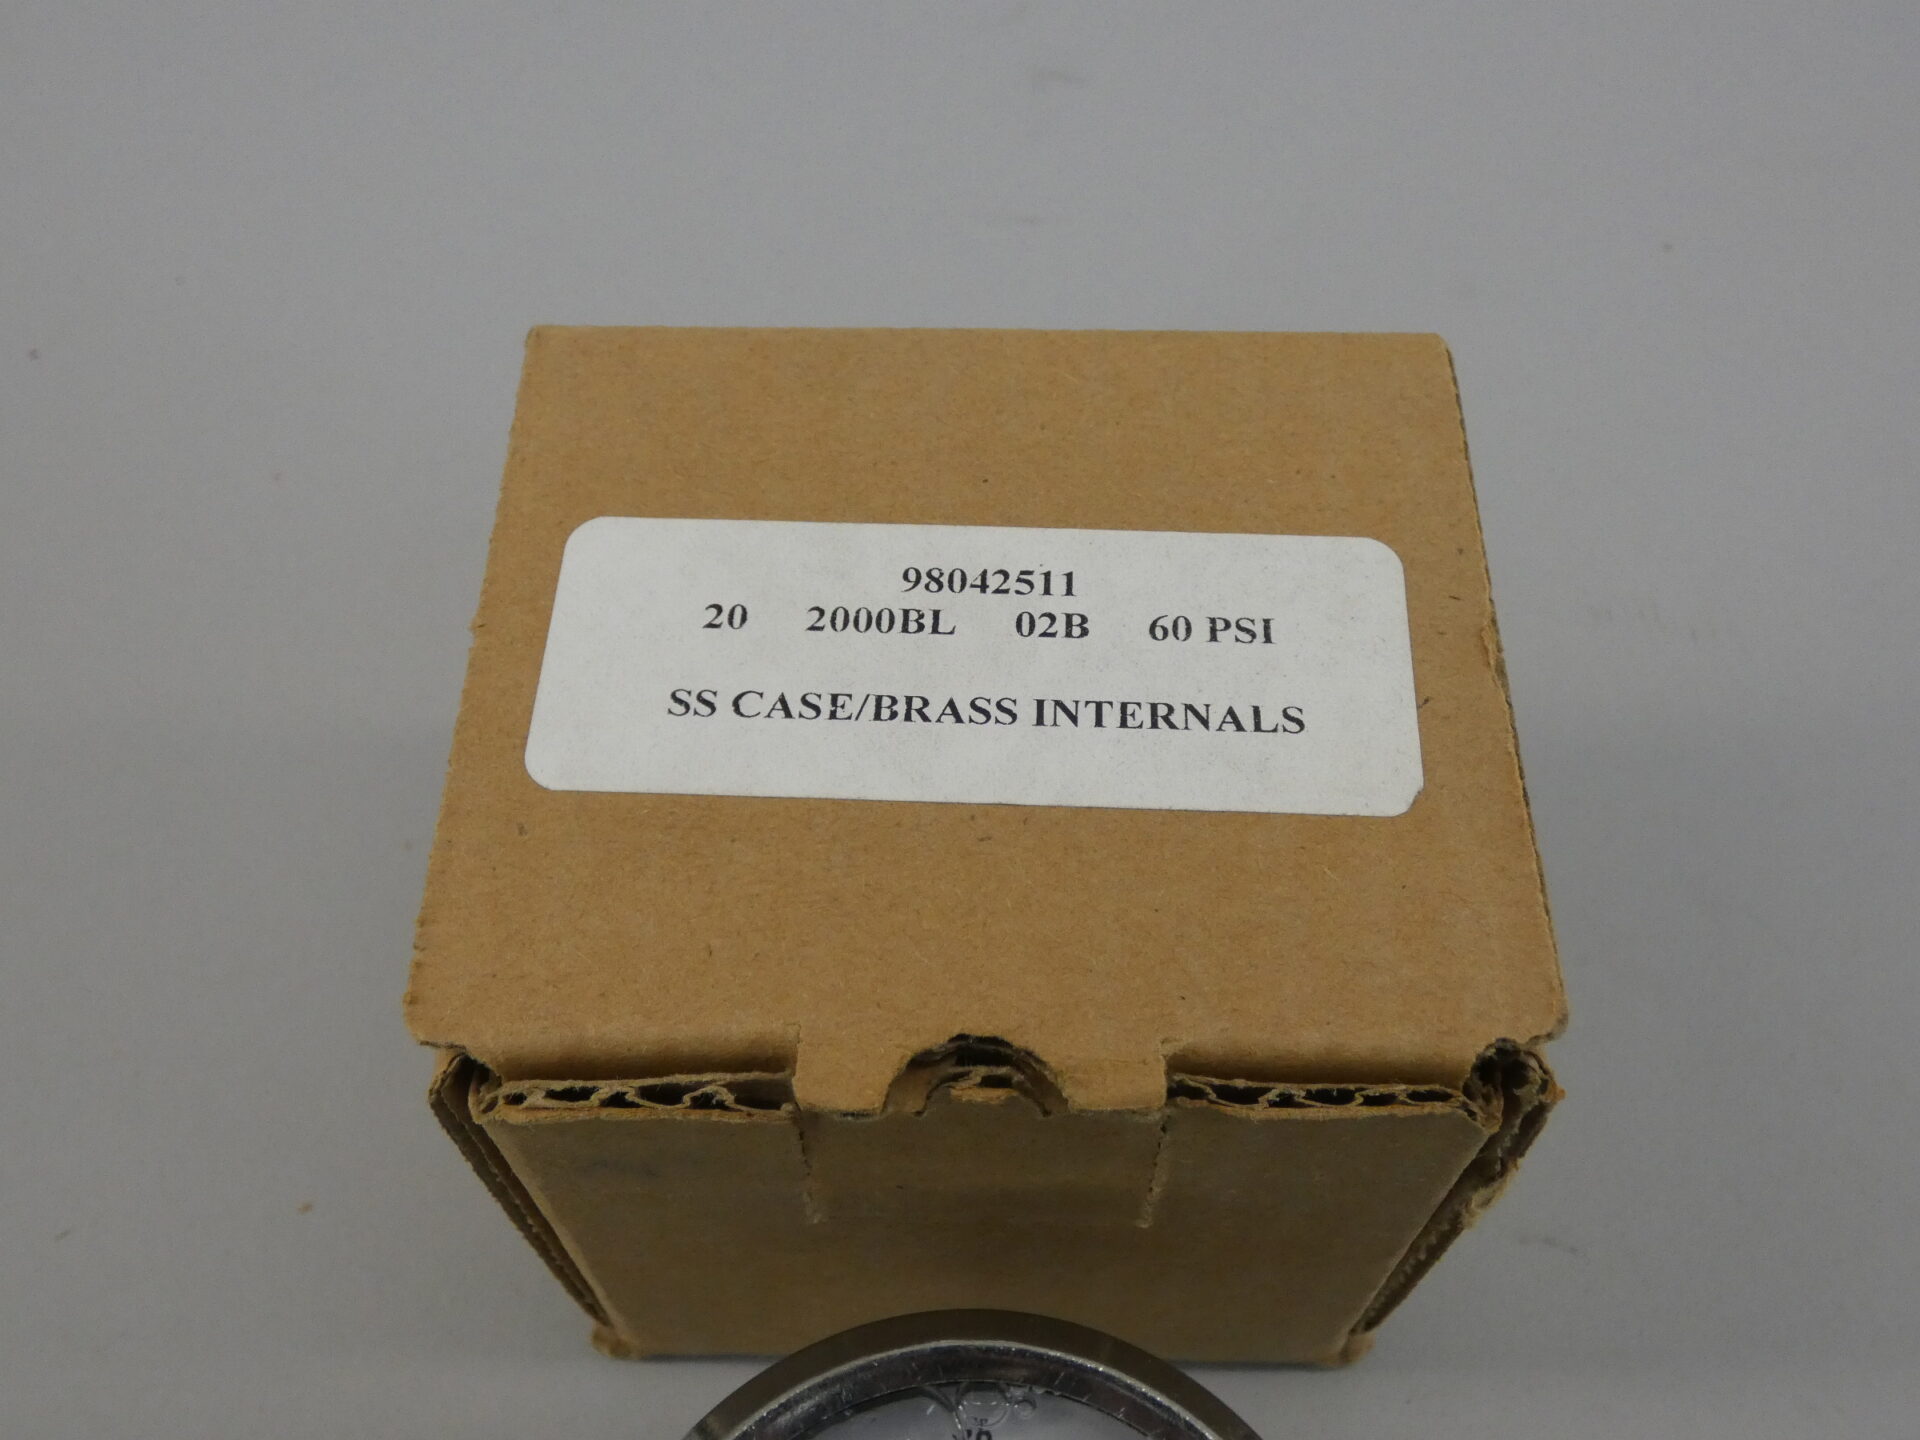 98042511
20 2000BL 02B 60 PSI
SS CASE/BRASS INTERNALS